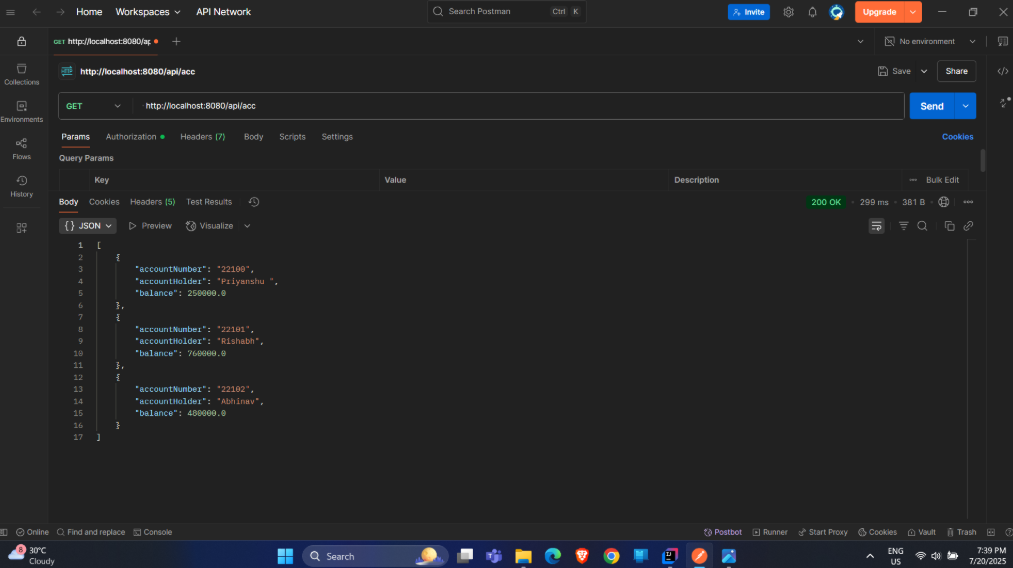 Home Workspaces API Network Search Postman Ctrl K Invite Upgrade
GET http://localhost:8080/ap No environment
http://localhost:8080/api/acc Save Share
GET http://localhost:8080/api/acc Send
Params Authorization Headers (7) Body Scripts Settings Cookies
Query Params
Key Value Description Bulk Edit
Body Cookies Headers (5) Test Results 200 OK 299 ms 381 B
{} JSON Preview Visualize
1 [
2 {
3 "accountNumber": "22100",
4 "accountHolder": "Priyanshu ",
5 "balance": 250000.0
6 },
7 {
8 "accountNumber": "22101",
9 "accountHolder": "Rishabh",
10 "balance": 760000.0
11 },
12 {
13 "accountNumber": "22102",
14 "accountHolder": "Abhinav",
15 "balance": 480000.0
16 }
17 ]
Collections
Environments
Flows
History
Online Find and replace Console Postbot Runner Start Proxy Cookies Vault Trash
8 30°C
Cloudy
Search
ENG
US
7:39 PM
7/20/2025